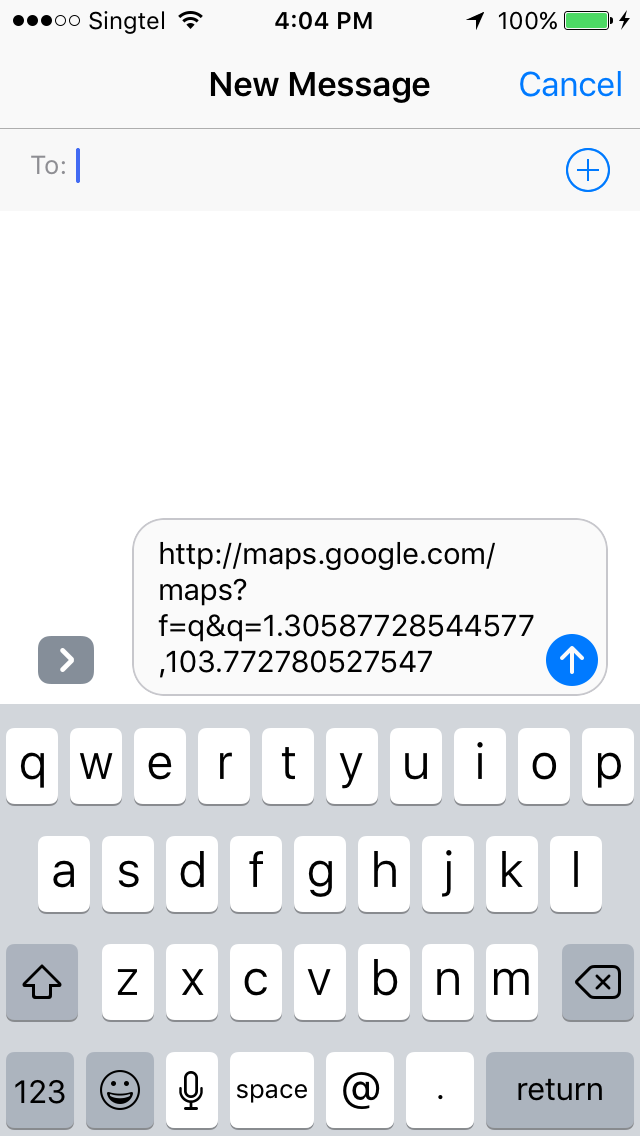 Singtel 4:04 PM 100%
New Message Cancel
To:
http://maps.google.com/
maps?
f=q&q=1.30587728544577
,103.772780527547
q w e r t y u i o p
a s d f g h j k l
z x c v b n m
123 space @ . return